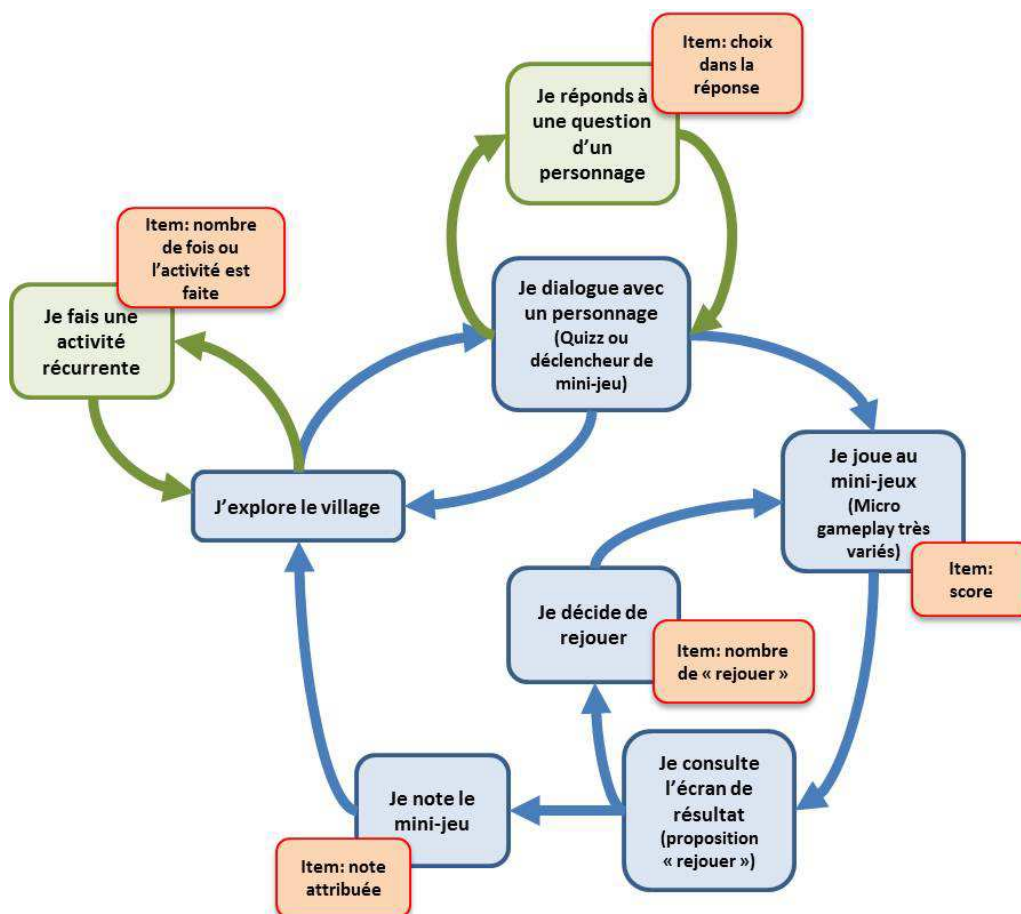 Item: choix
dans la
réponse
Je réponds à
une question
d’un
personnage
Item: nombre
de fois ou
l’activité est
faite
Je fais une
activité
récurrente
Je dialogue avec
un personnage
(Quizz ou
déclencheur de
mini-jeu)
J’explore le village
Je joue au
mini-jeux
(Micro
gameplay très
variés)
Item:
score
Je décide de
rejouer
Item: nombre
de « rejouer »
Je consulte
l’écran de
résultat
(proposition
« rejouer »)
Je note le
mini-jeu
Item: note
attribuée